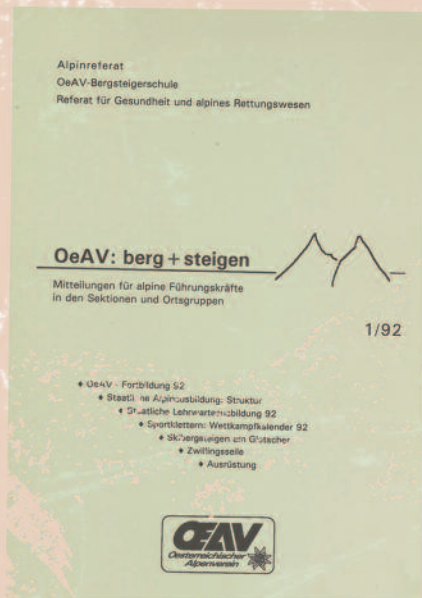 Alpinreferat
OeAV-Bergsteigerschule
Referat für Gesundheit und alpines Rettungswesen
OeAV: berg + steigen
Mitteilungen für alpine Führungskräfte
in den Sektionen und Ortsgruppen
1/92
♦ OeAV - Fortbildung 92
♦ Staatliche Alpinausbildung: Struktur
♦ Staatliche Lehrwarteausbildung 92
♦ Sportklettern: Wettkampfkalender 92
♦ Skibergsteigen am Gletscher
♦ Zwillingsseile
♦ Ausrüstung
OEAV
Oesterreichischer
Alpenverein